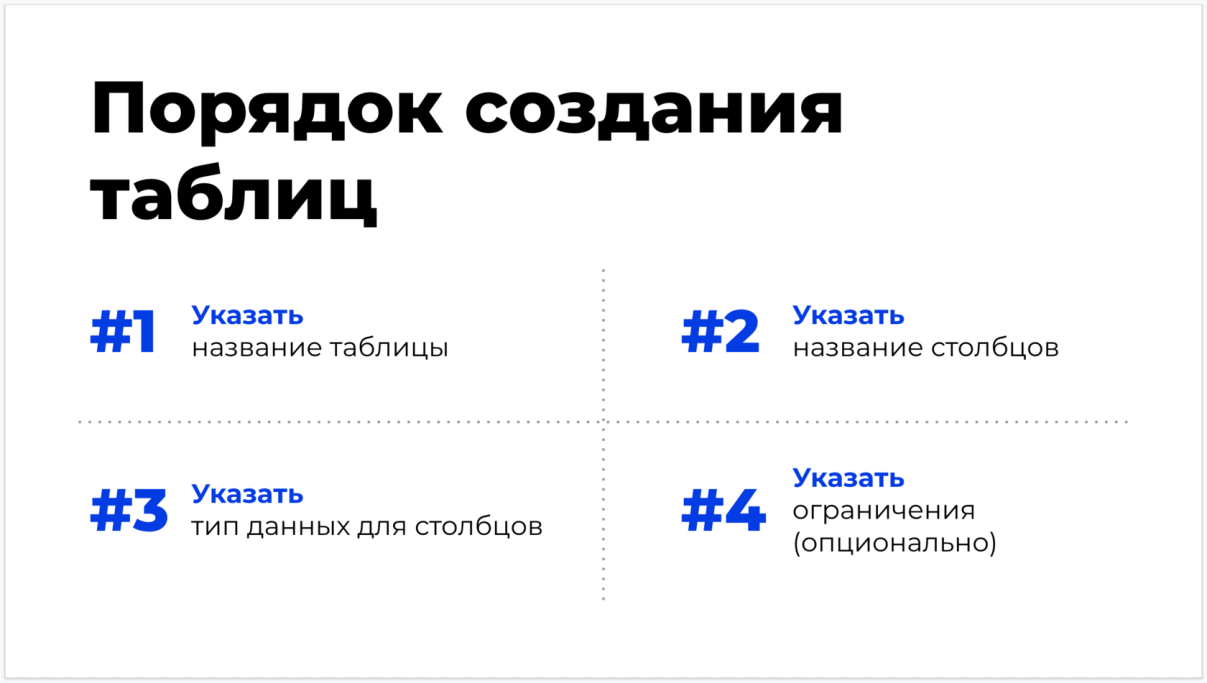 Порядок создания
таблиц
#1
Указать
название таблицы
#2
Указать
название столбцов
#3
Указать
тип данных для столбцов
#4
Указать
ограничения
(опционально)